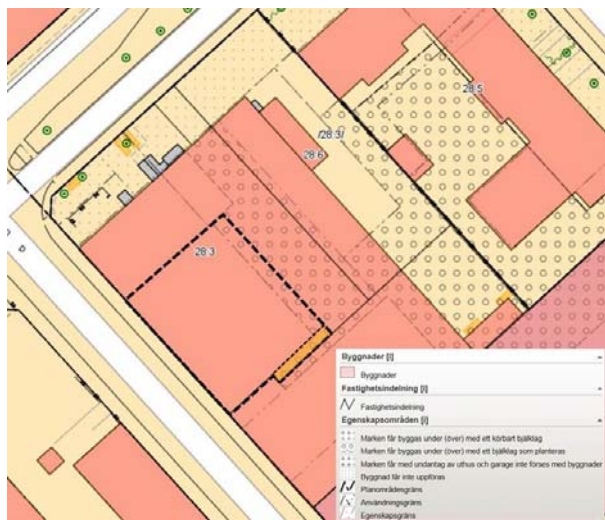 28:5
/28:3/
28:6
28:3
Byggnader [i]
Byggnader
Fastighetsindelning [i]
Fastighetsindelning
Egenskapsområden [i]
Marken får byggas under (över) med ett körbart bjälklag
Marken får byggas under (över) med ett bjälklag som planteras
Marken får med undantag av uthus och garage inte förses med byggnader
Byggnad får inte uppföras
Planområdesgräns
Användningsgräns
Egenskapsgräns